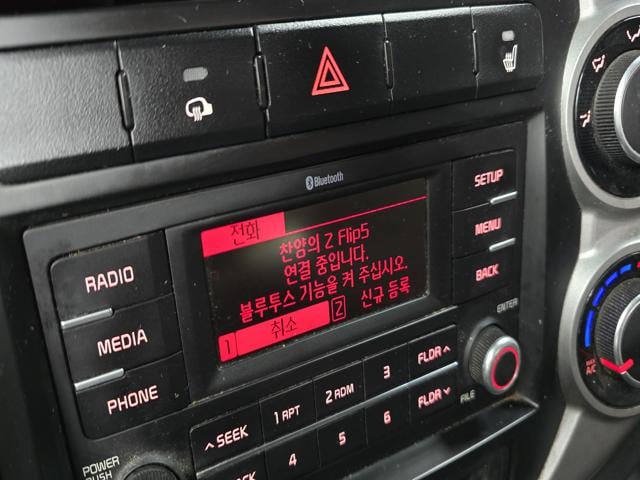 Bluetooth
전화
찬양의 Z Flip5
연결 중입니다.
블루투스 기능을 켜 주십시오.
1 취소 2 신규 등록
RADIO
MEDIA
PHONE
SETUP
MENU
BACK
ENTER
FILE
∧ SEEK
1 RPT
2 RDM
3
FLDR ∧
4
5
6
FLDR ∨
POWER
PUSH
MAX
A/C